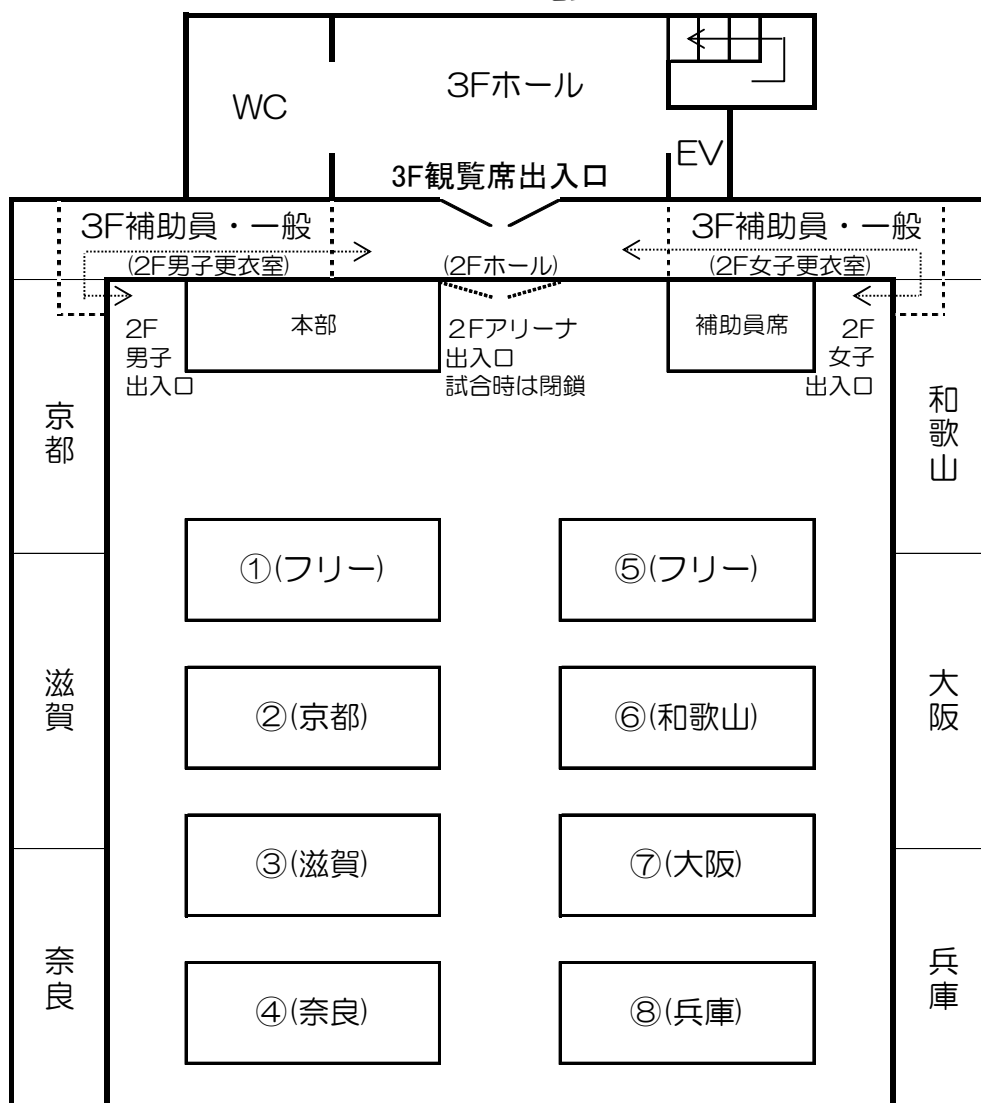 3Fホール
WC
EV
3F観覧席出入口
3F補助員・一般
3F補助員・一般
(2F男子更衣室)
(2Fホール)
(2F女子更衣室)
本部
補助員席
2F
男子
出入口
2Fアリーナ
出入口
試合時は閉鎖
2F
女子
出入口
京都
和歌山
①(フリー)
⑤(フリー)
滋賀
大阪
②(京都)
⑥(和歌山)
③(滋賀)
⑦(大阪)
奈良
兵庫
④(奈良)
⑧(兵庫)